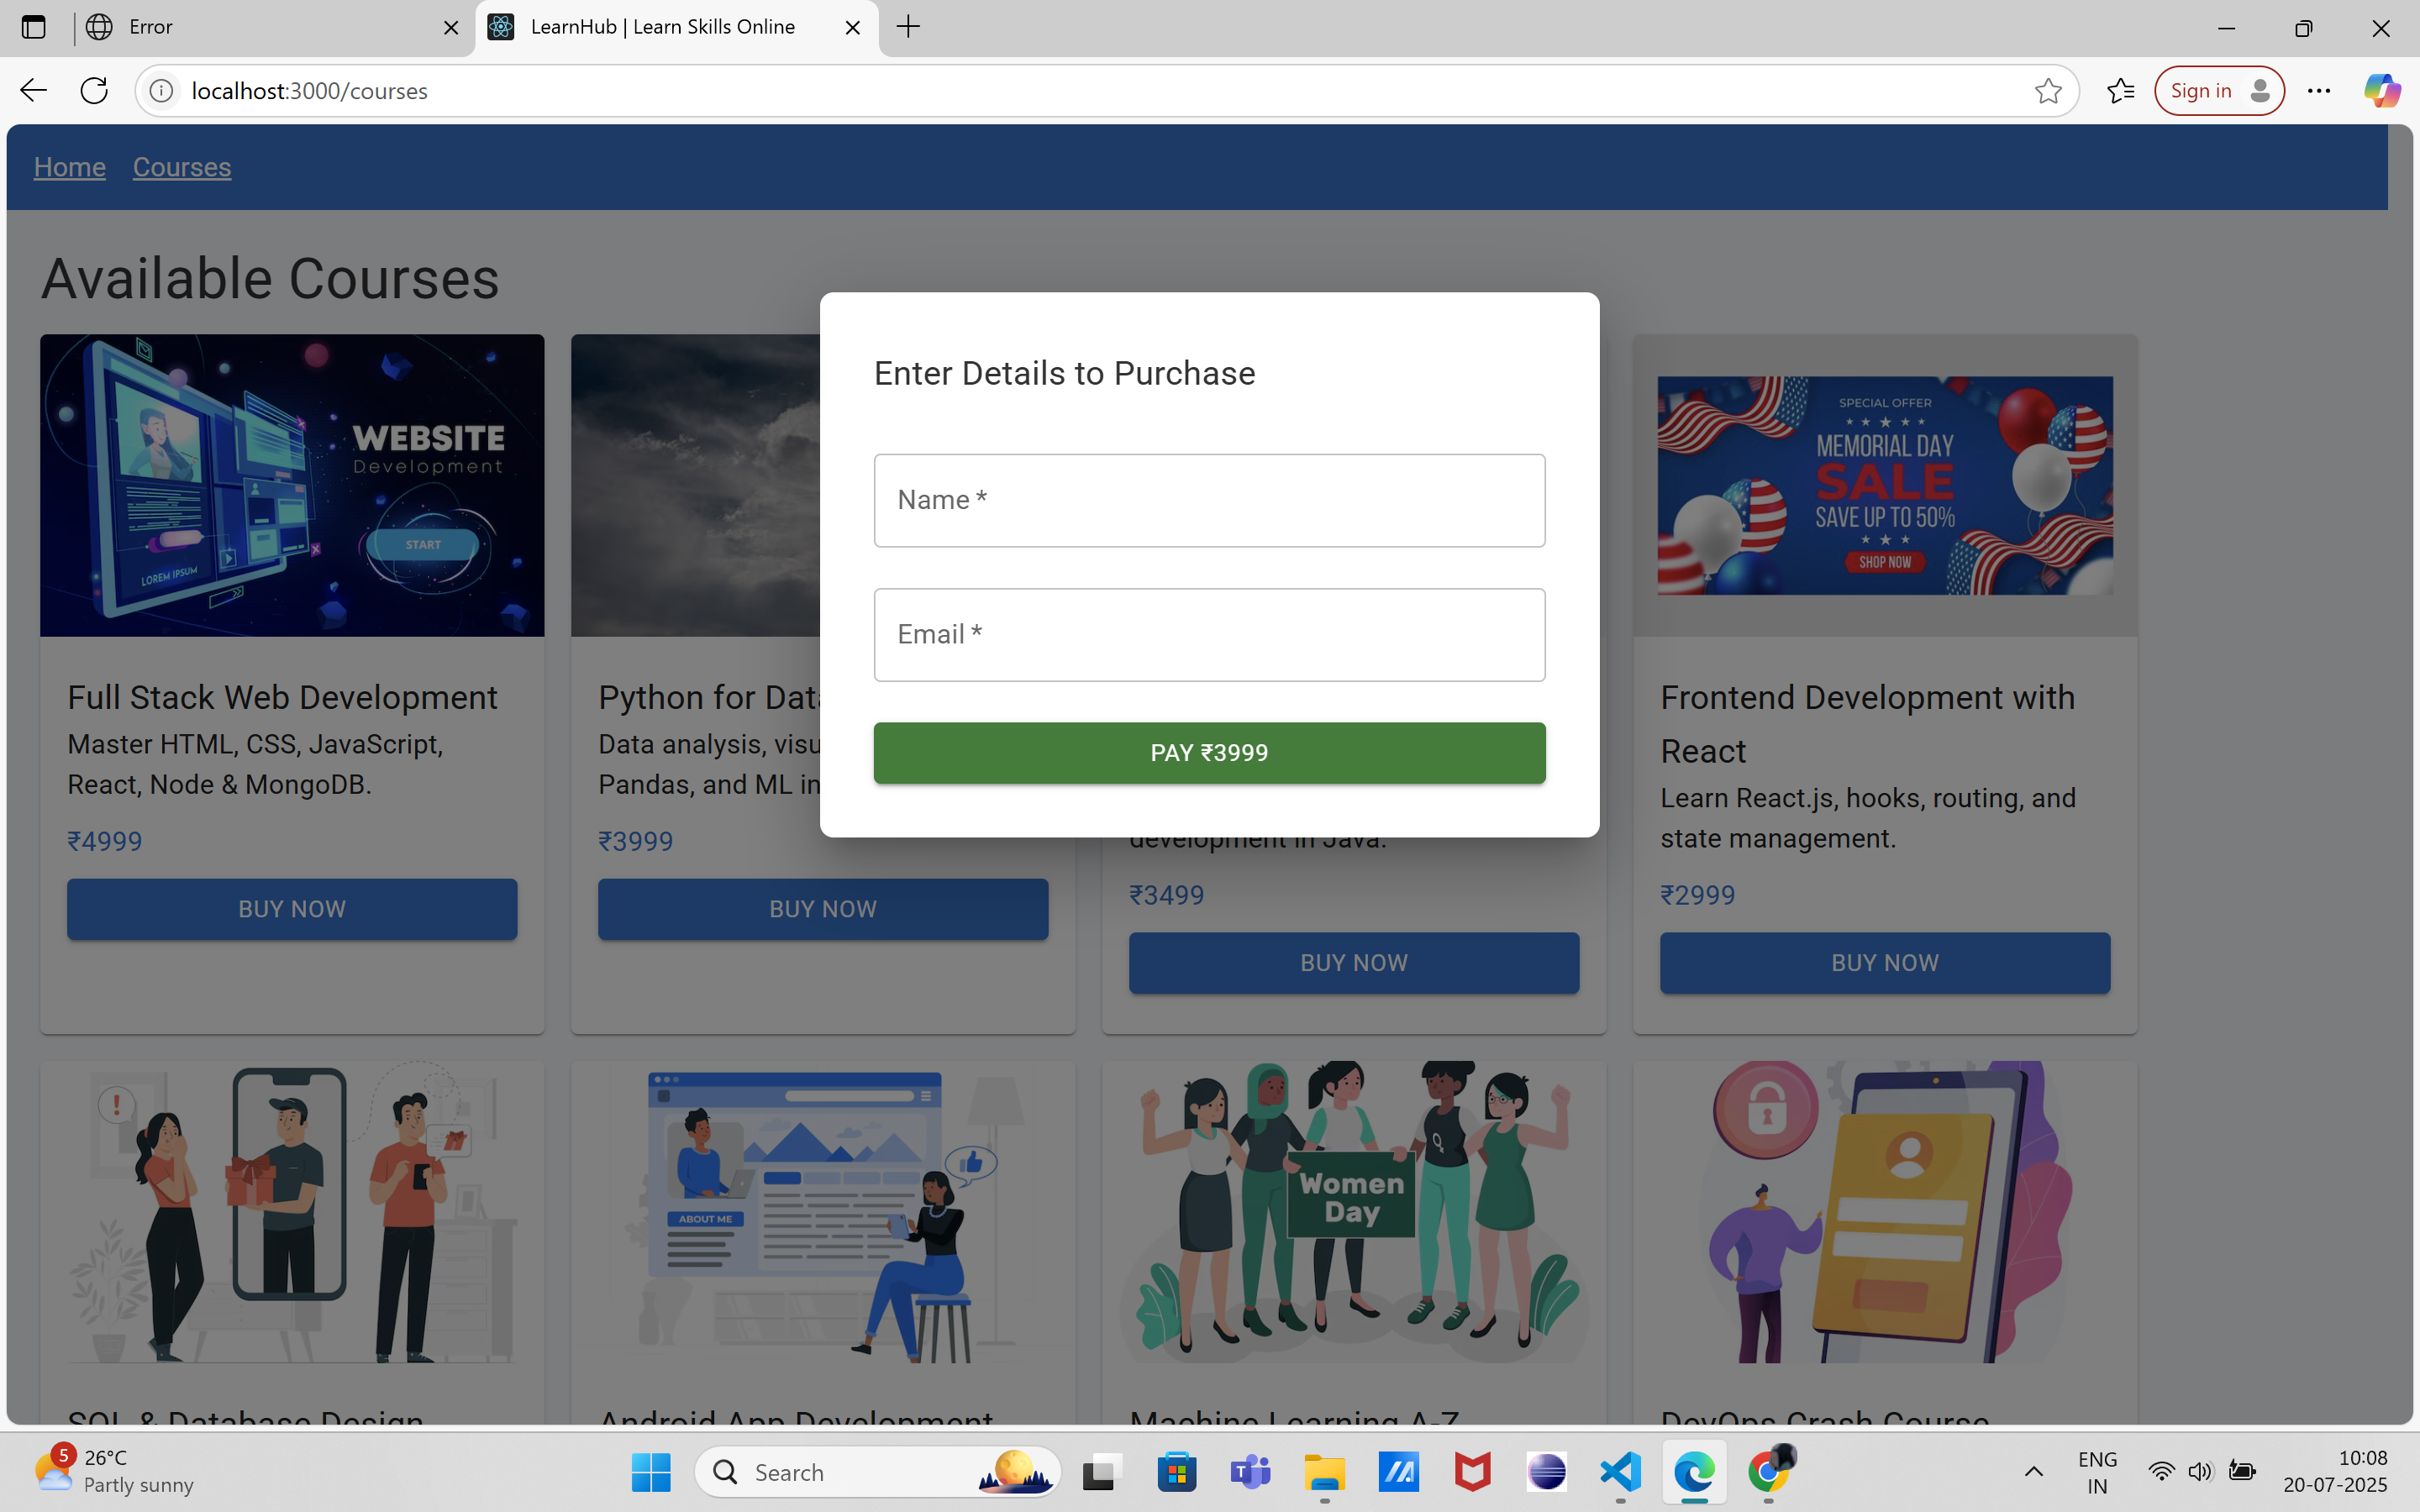 Error
LearnHub | Learn Skills Online
localhost:3000/courses
Sign in
Home
Courses
Available Courses
WEBSITE
Development
START
LOREM IPSUM
SPECIAL OFFER
MEMORIAL DAY
SALE
SAVE UP TO 50%
SHOP NOW
Enter Details to Purchase
Name *
Email *
PAY ₹3999
Full Stack Web Development
Master HTML, CSS, JavaScript,
React, Node & MongoDB.
₹4999
BUY NOW
Python for Dat
Data analysis, visu
Pandas, and ML in
₹3999
BUY NOW
development in Java.
₹3499
BUY NOW
Frontend Development with
React
Learn React.js, hooks, routing, and
state management.
₹2999
BUY NOW
ABOUT ME
Women
Day
SQL & Database Design
Android App Development
Machine Learning A-Z
DevOps Crash Course
5
26°C
Partly sunny
Search
ENG
IN
10:08
20-07-2025